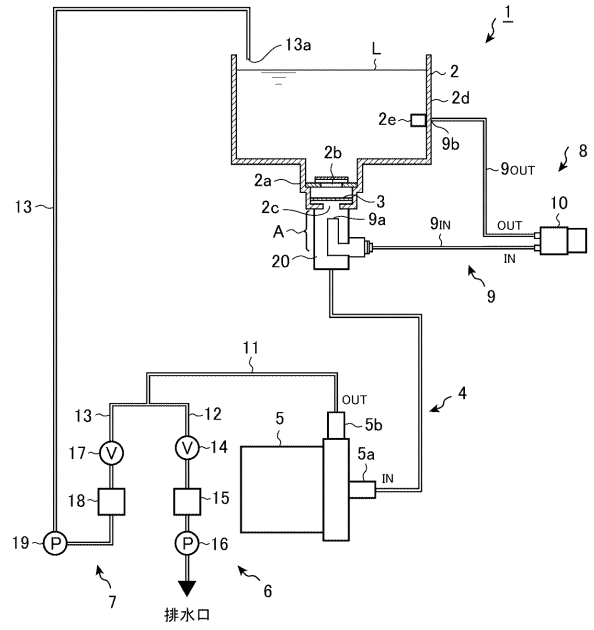 1
13a
L
2
2d
2e
9b
8
2b
2a
3
9OUT
13
2c
9a
10
A
9IN
OUT
20
IN
9
11
4
OUT
13
12
5
5b
17
V
V
14
5a
IN
18
15
19
P
P
16
7
6
排水口